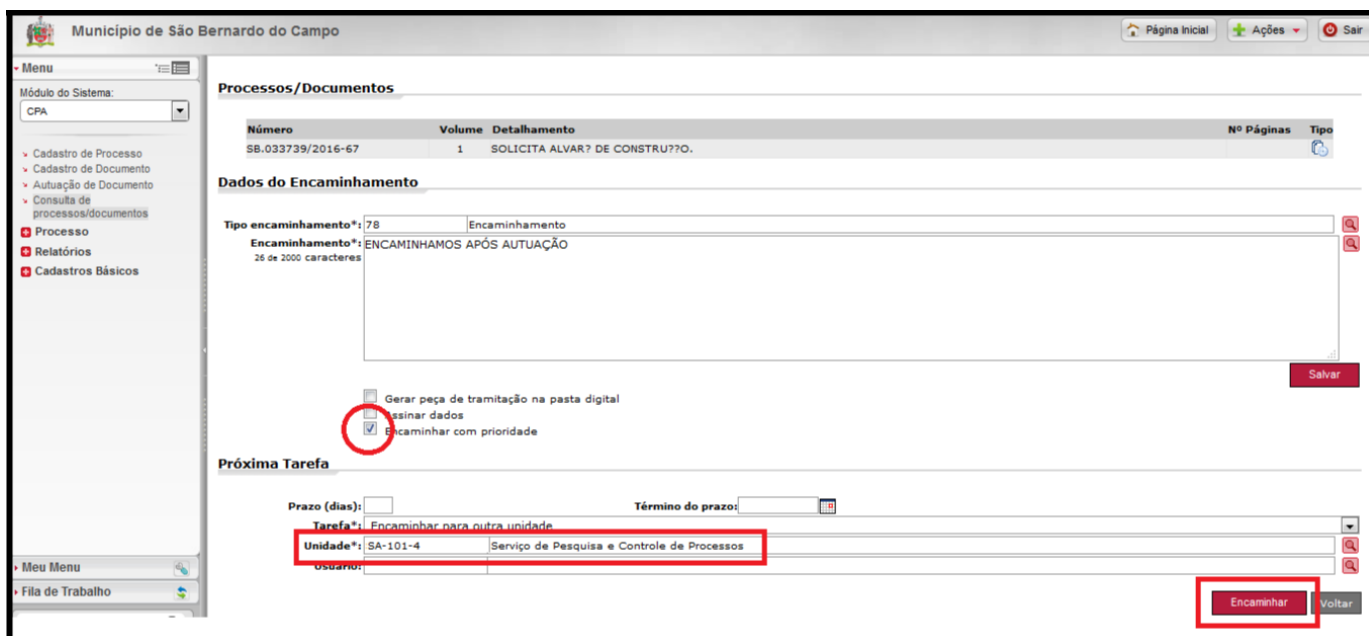 Município de São Bernardo do Campo
Página Inicial
Ações
Sair
Menu
Módulo do Sistema:
CPA
Cadastro de Processo
Cadastro de Documento
Autuação de Documento
Consulta de
processos/documentos
Processo
Relatórios
Cadastros Básicos
Meu Menu
Fila de Trabalho
Processos/Documentos
Número Volume Detalhamento Nº Páginas Tipo
SB.033739/2016-67 1 SOLICITA ALVAR? DE CONSTRU??O.
Dados do Encaminhamento
Tipo encaminhamento*: 78 Encaminhamento
Encaminhamento*: ENCAMINHAMOS APÓS AUTUAÇÃO
26 de 2000 caracteres
Salvar
Gerar peça de tramitação na pasta digital
Assinar dados
Encaminhar com prioridade
Próxima Tarefa
Prazo (dias): Término do prazo:
Tarefa*: Encaminhar para outra unidade
Unidade*: SA-101-4 Serviço de Pesquisa e Controle de Processos
Usuário:
Encaminhar Voltar